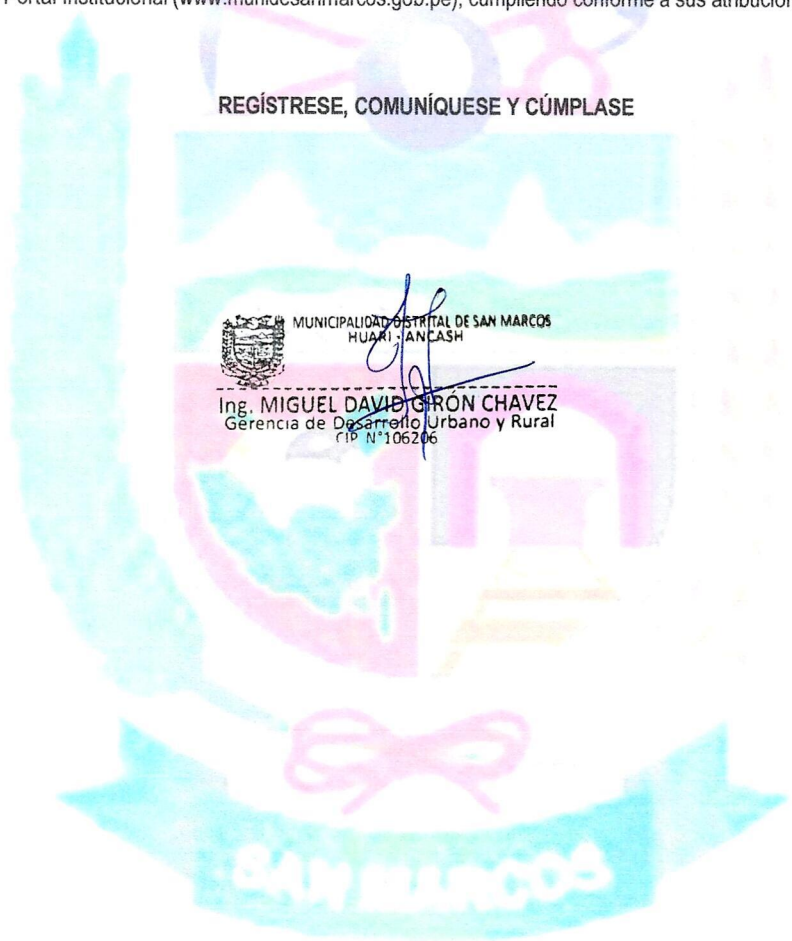 Portal Institucional (www.munidesanmarcos.gob.pe), cumpliendo conforme a sus
REGÍSTRESE, COMUNÍQUESE Y CÚMPLASE
MUNICIPALIDAD DISTRITAL DE SAN MARCOS
HUARI - ANCASH
Ing. MIGUEL DAVID GIRÓN CHAVEZ
Gerencia de Desarrollo Urbano y Rural
CIP N°106206
SAN MARCOS